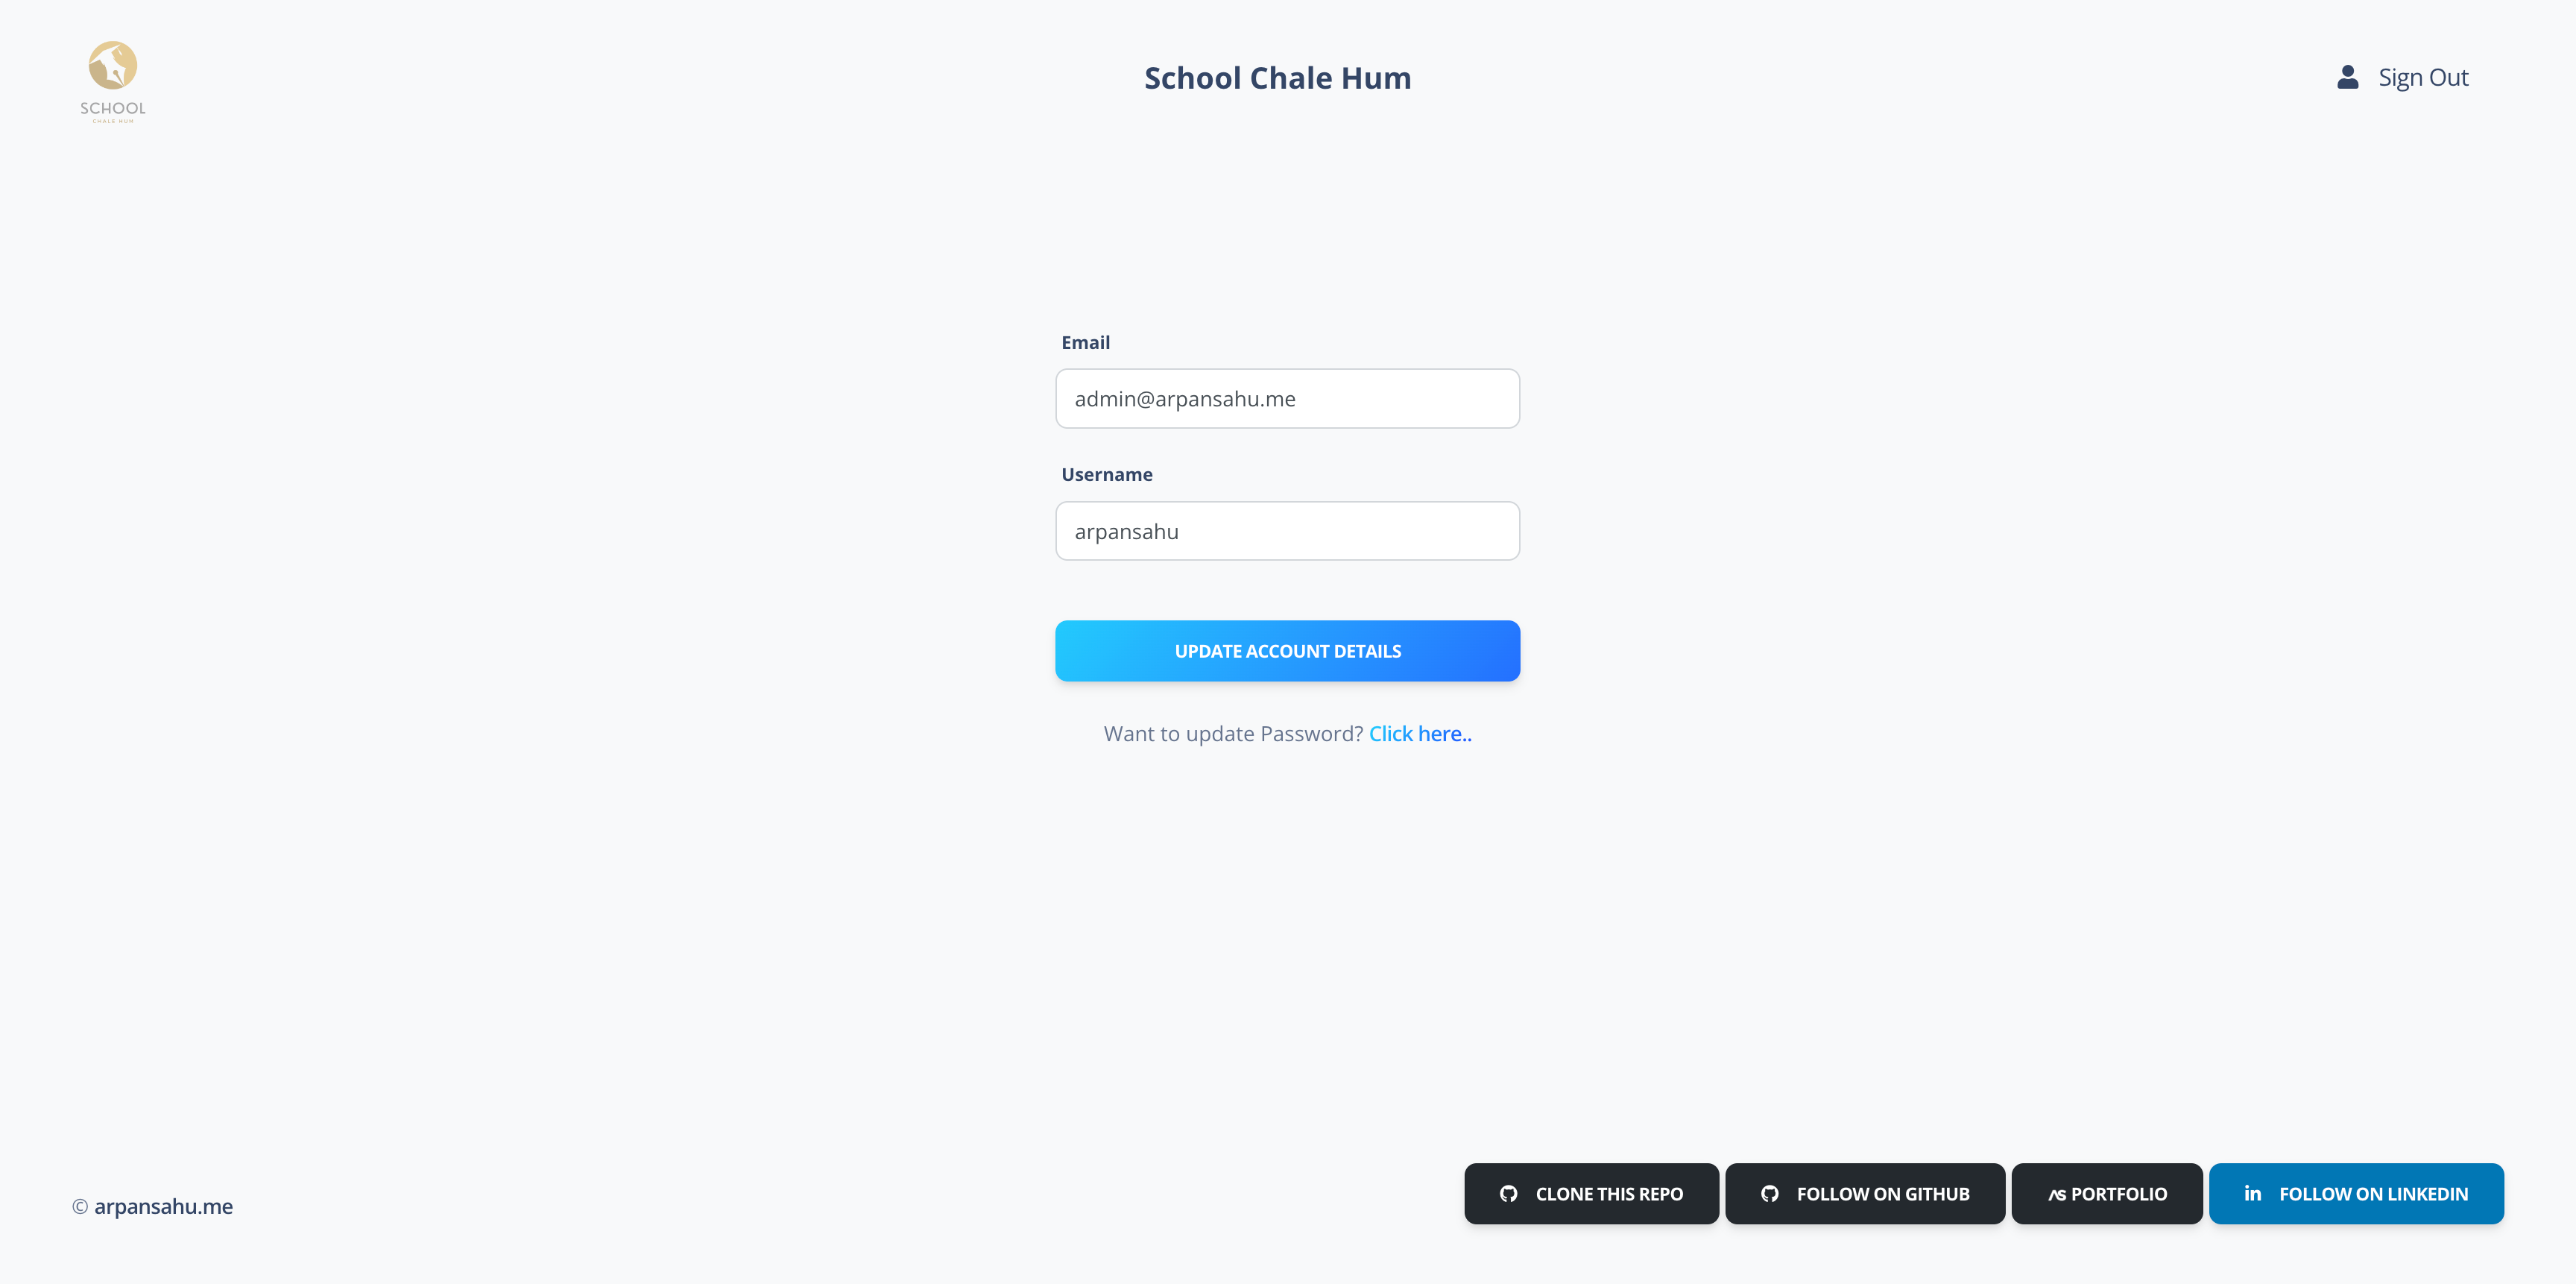 SCHOOL
CHALE HUM
School Chale Hum
Sign Out
Email
admin@arpansahu.me
Username
arpansahu
UPDATE ACCOUNT DETAILS
Want to update Password? Click here..
© arpansahu.me
CLONE THIS REPO
FOLLOW ON GITHUB
AS PORTFOLIO
in FOLLOW ON LINKEDIN